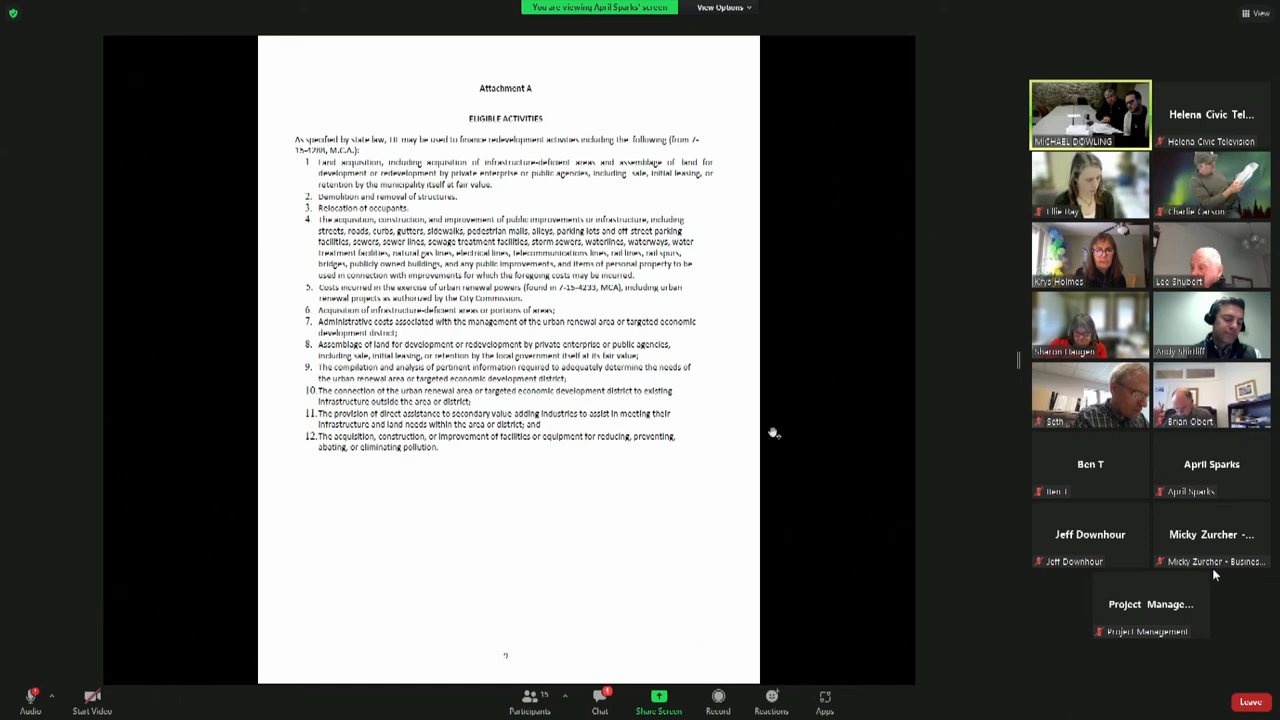 You are viewing April Sparks' screen
View Options
View
Attachment A
ELIGIBLE ACTIVITIES
As specified by state law, TIF may be used to finance redevelopment activities including the following (from 7-
15-4288, M.C.A.):
1 Land acquisition, including acquisition of infrastructure-deficient areas and assemblage of land for
development or redevelopment by private enterprise or public agencies, including sale, initial leasing, or
retention by the municipality itself at fair value.
2. Demolition and removal of structures.
3. Relocation of occupants.
4 The acquisition, construction, and improvement of public improvements or infrastructure, including
streets, roads, curbs, gutters, sidewalks, pedestrian malls, alleys, parking lots and off street parking
facilities, sewers, sewer lines, sewage treatment facilities, storm sewers, waterlines, waterways, water
treatment facilities, natural gas lines, electrical lines, telecommunications lines, rail lines, rail spurs,
bridges, publicly owned buildings, and any public improvements, and items of personal property to be
used in connection with improvements for which the foregoing costs may be incurred.
5. Costs incurred in the exercise of urban renewal powers (found in 7-15-4233, MCA), including urban
renewal projects as authorized by the City Commission.
6 Acquisition of infrastructure-deficient areas or portions of areas;
7. Administrative costs associated with the management of the urban renewal area or targeted economic
development district;
8. Assemblage of land for development or redevelopment by private enterprise or public agencies,
including sale, initial leasing, or retention by the local government itself at its fair value;
9. The compilation and analysis of pertinent information required to adequately determine the needs of
the urban renewal area or targeted economic development district;
10. The connection of the urban renewal area or targeted economic development district to existing
infrastructure outside the area or district;
11. The provision of direct assistance to secondary value adding industries to assist in meeting their
infrastructure and land needs within the area or district; and
12. The acquisition, construction, or improvement of facilities or equipment for reducing, preventing,
abating, or eliminating pollution.
MICHAEL DOWLING
Helena Civic Tel...
Helena Civic Television
Ellie Ray
Charlie Carson
Krys Holmes
Lee Shubert
Sharon Haugen
Andy Shirtliff
Seth
Brian Obert
Ben T
Ben T
April Sparks
April Sparks
Jeff Downhour
Jeff Downhour
Micky Zurcher -...
Micky Zurcher - Busines...
Project Manage...
Project Management
Audio
Start Video
15
Participants
1
Chat
Share Screen
Record
Reactions
Apps
Leave